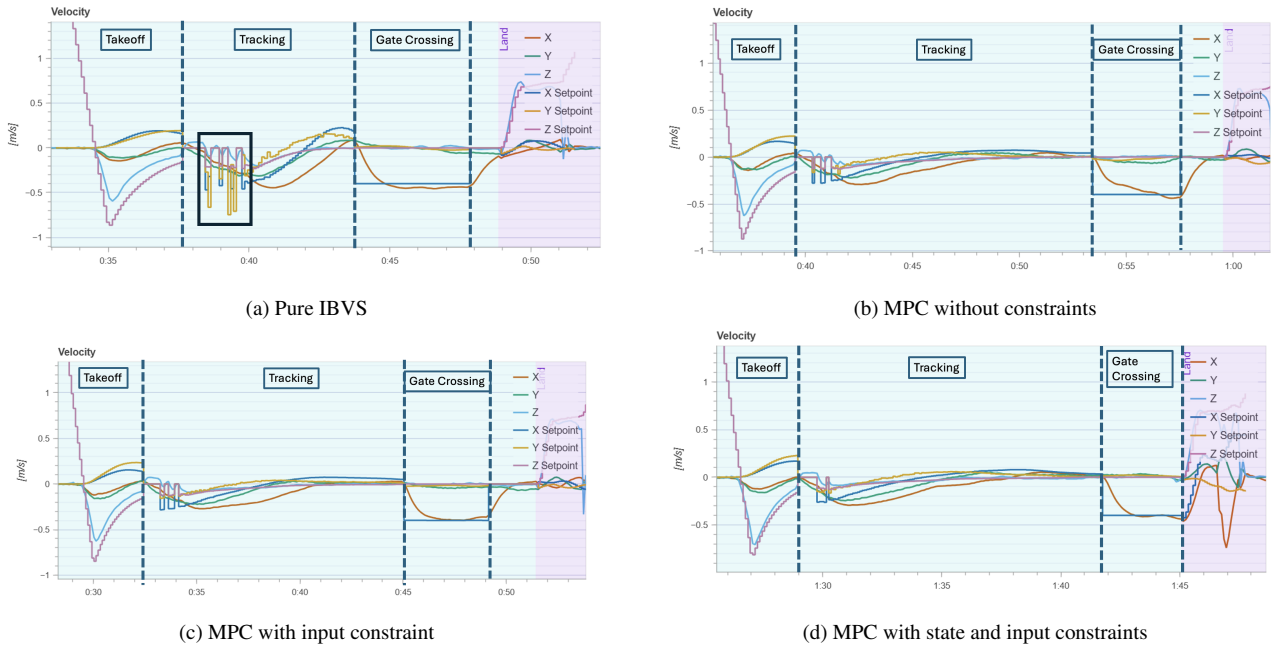 Velocity
Takeoff
Tracking
Gate Crossing
Land
X
Y
Z
X Setpoint
Y Setpoint
Z Setpoint
1
0.5
0
−0.5
−1
[m/s]
0:35
0:40
0:45
0:50
(a) Pure IBVS
Velocity
Takeoff
Tracking
Gate Crossing
X
Y
Z
X Setpoint
Y Setpoint
Z Setpoint
1
0.5
0
−0.5
−1
[m/s]
0:40
0:45
0:50
0:55
1:00
(b) MPC without constraints
Velocity
Takeoff
Tracking
Gate Crossing
X
Y
Z
X Setpoint
Y Setpoint
Z Setpoint
1
0.5
0
−0.5
−1
[m/s]
0:30
0:35
0:40
0:45
0:50
(c) MPC with input constraint
Velocity
Takeoff
Tracking
Gate
Crossing
Land
X
Y
Z
X Setpoint
Y Setpoint
Z Setpoint
1
0.5
0
−0.5
[m/s]
1:30
1:35
1:40
1:45
(d) MPC with state and input constraints